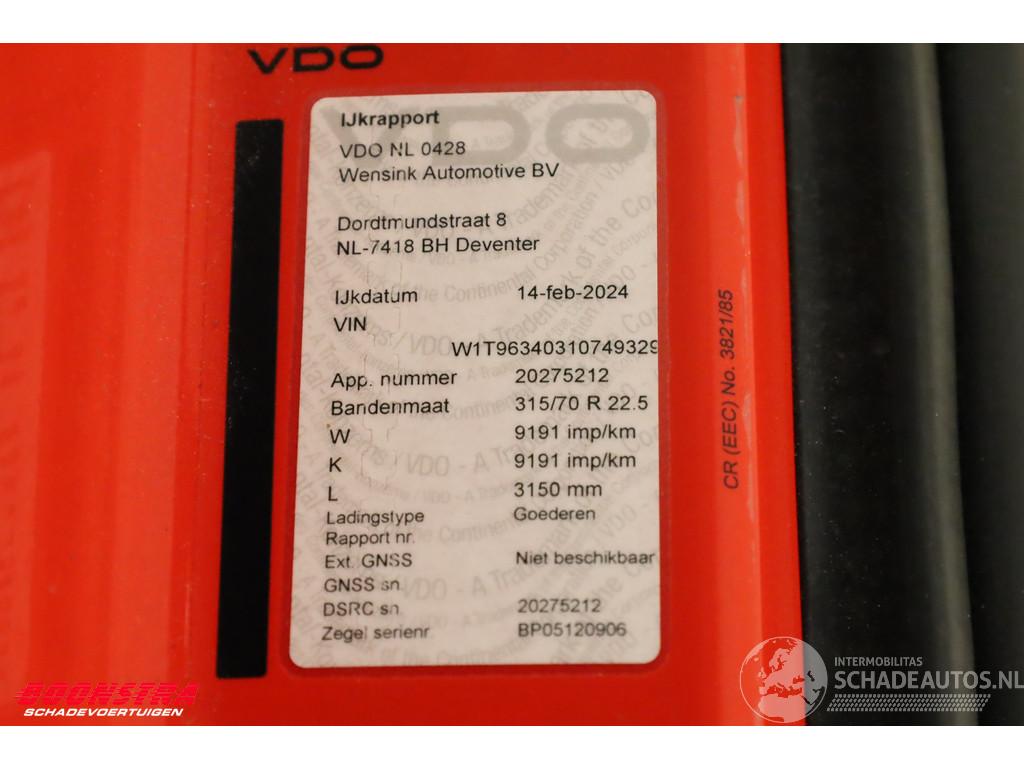 VDO
IJkrapport
VDO NL 0428
Wensink Automotive BV
Dordtmundstraat 8
NL-7418 BH Deventer
IJkdatum 14-feb-2024
VIN
W1T96340310749329
App. nummer 20275212
Bandenmaat 315/70 R 22.5
W 9191 imp/km
K 9191 imp/km
L 3150 mm
Ladingstype Goederen
Rapport nr.
Ext. GNSS Niet beschikbaar
GNSS sn
DSRC sn 20275212
Zegel serienr BP05120906
CR (EEC) No. 3821/85
BOONSTRA
SCHADEVOERTUIGEN
INTERMOBILITAS
SCHADEAUTOS.NL